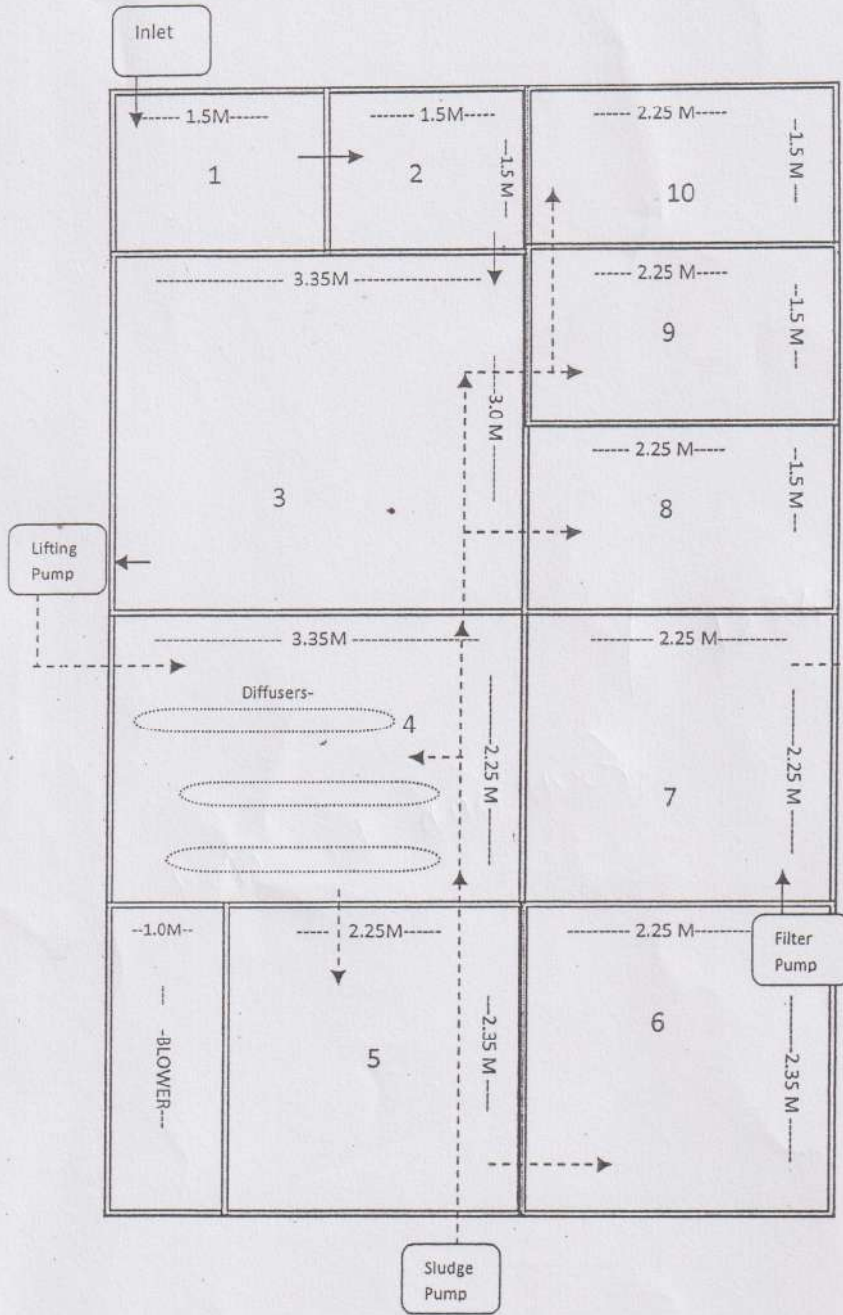 Inlet
------ 1.5M------
1
------ 1.5M-----
2
----1.5 M ----
------ 2.25 M-----
10
--1.5 M ----
------ 2.25 M-----
9
--1.5 M ---
------ 2.25 M-----
8
--1.5 M ---
-------------------- 3.35M --------------------
3
--------3.0 M ---------
Lifting
Pump
------------------ 3.35M ------------------
Diffusers-
4
-----------2.25 M ----------
----------- 2.25 M -----------
7
-----------2.25 M ----------
--1.0M--
---- -BLOWER---
------ 2.25M------
5
----2.35 M ------
---------- 2.25 M----------
6
---------2.35 M --------
Filter
Pump
Sludge
Pump